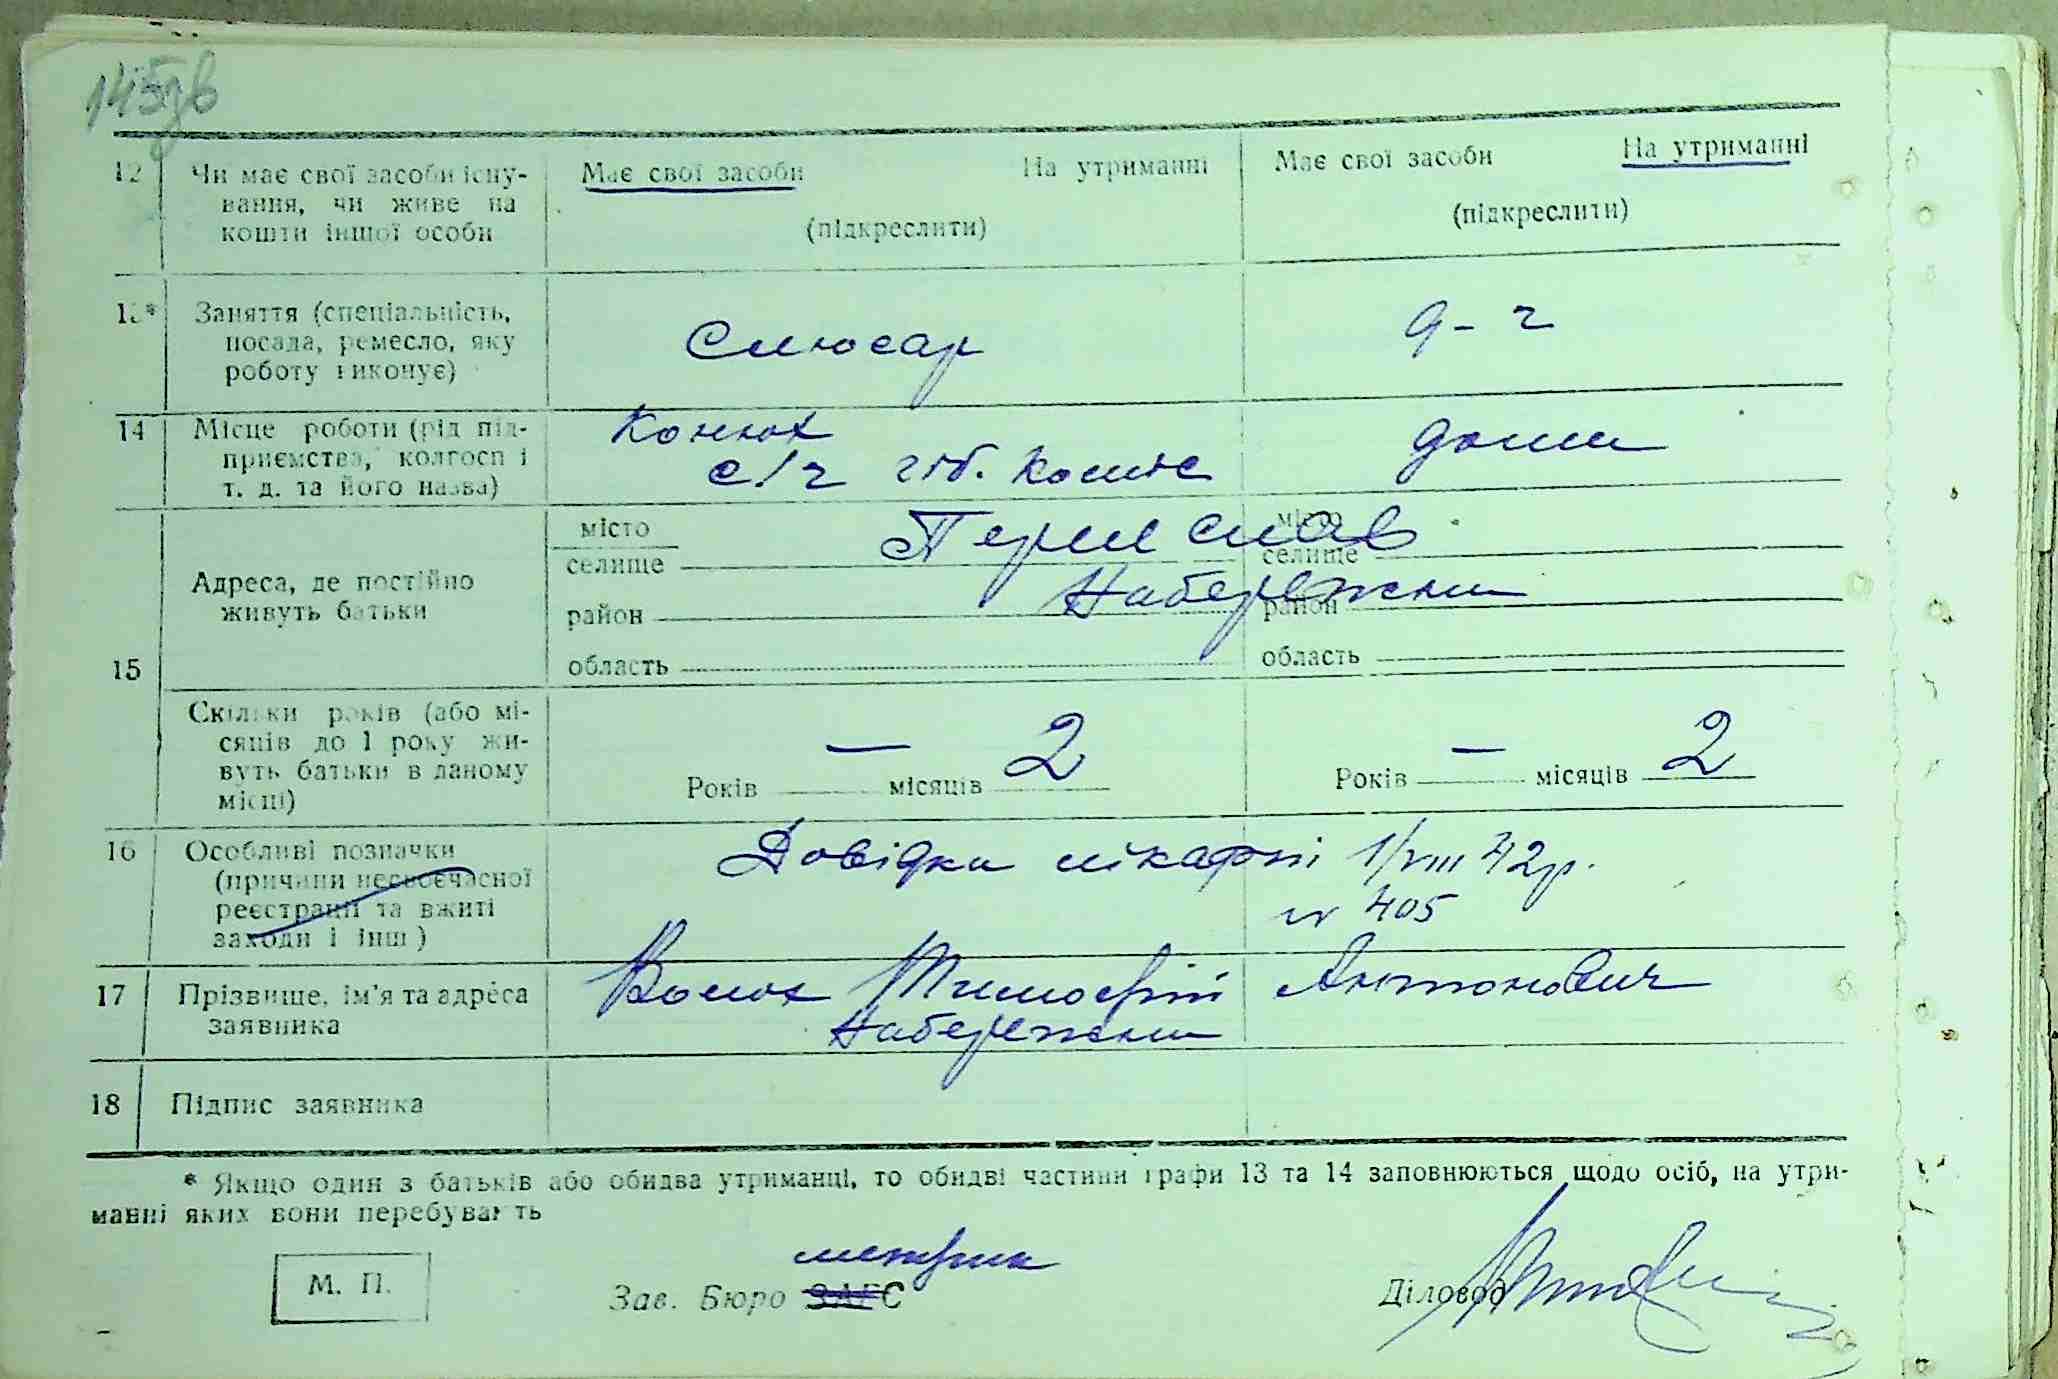 145зв
12 Чи має свої засоби існу- Має свої засоби На утриманні Має свої засоби На утриманні
вання, чи живе на
кошти іншої особи (підкреслити) (підкреслити)
13* Заняття (спеціальність,
посада, ремесло, яку Слюсар д - г
роботу виконує)
14 Місце роботи (рід під- Конюх дома
приємства, колгосп і с/г
т. д. та його назва)
місто Переяслав місто
селище селище
Адреса, де постійно Набережни
живуть батьки район район
15 область область
Скільки років (або мі-
сяців до 1 року жи-
вуть батьки в даному Років — місяців 2 Років — місяців 2
місці)
16 Особливі позначки Довідка лікарні 1/VIII 42р.
(причини несвоєчасної
реєстрації та вжиті № 405
заходи і інш)
17 Прізвище, ім'я та адреса Волох Тимофій Антонович
заявника Набережни
18 Підпис заявника
* Якщо один з батьків або обидва утриманці, то обидві частини графи 13 та 14 заповнюються щодо осіб, на утри-
манні яких вони перебувають
метрик
М. П. Зав. Бюро ЗАГС Діловод